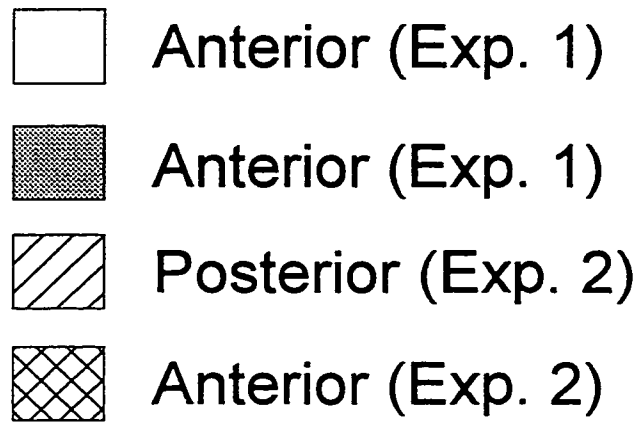 Anterior (Exp. 1)
Anterior (Exp. 1)
Posterior (Exp. 2)
Anterior (Exp. 2)